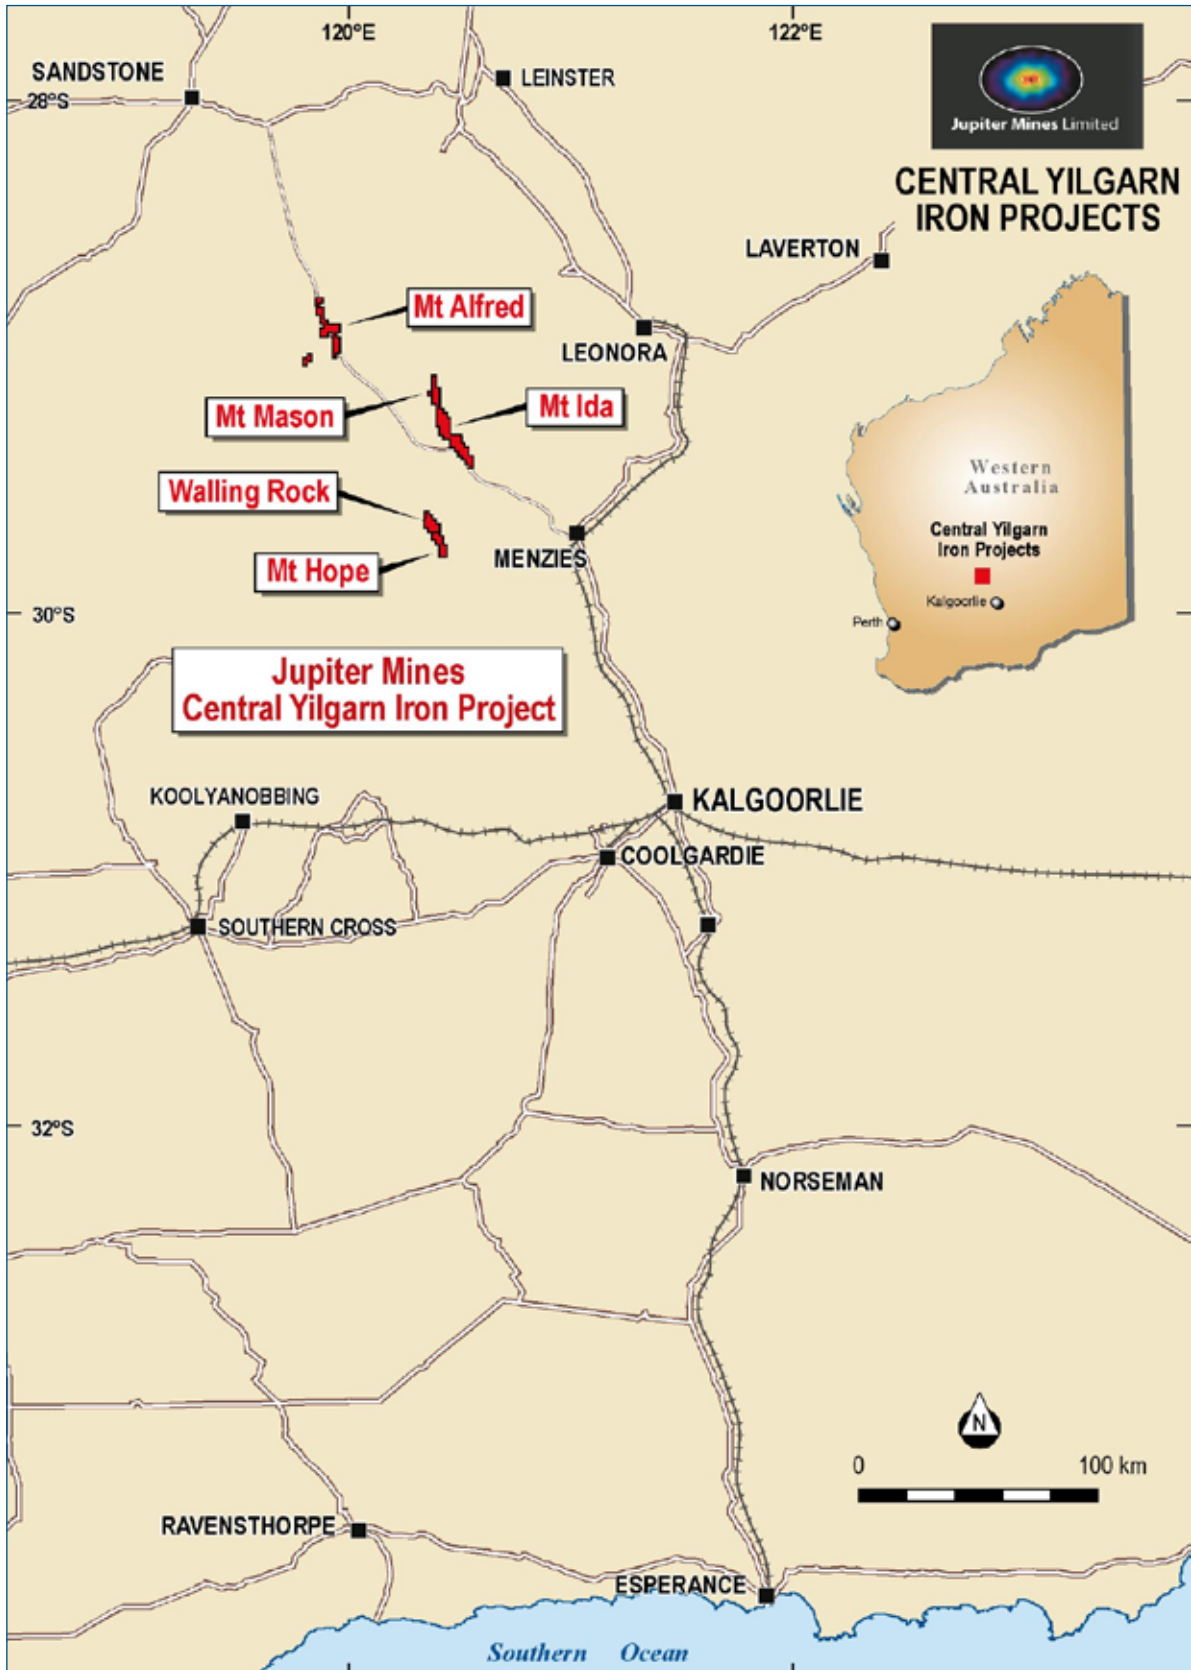 120°E
122°E
SANDSTONE
LEINSTER
28°S
Jupiter Mines Limited
CENTRAL YILGARN
IRON PROJECTS
LAVERTON
Mt Alfred
LEONORA
Mt Mason
Mt Ida
Walling Rock
Mt Hope
MENZIES
Western
Australia
Central Yilgarn
Iron Projects
Kalgoorlie
Perth
30°S
Jupiter Mines
Central Yilgarn Iron Project
KOOLYANOBBING
KALGOORLIE
COOLGARDIE
SOUTHERN CROSS
32°S
NORSEMAN
N
0 100 km
RAVENSTHORPE
ESPERANCE
Southern Ocean